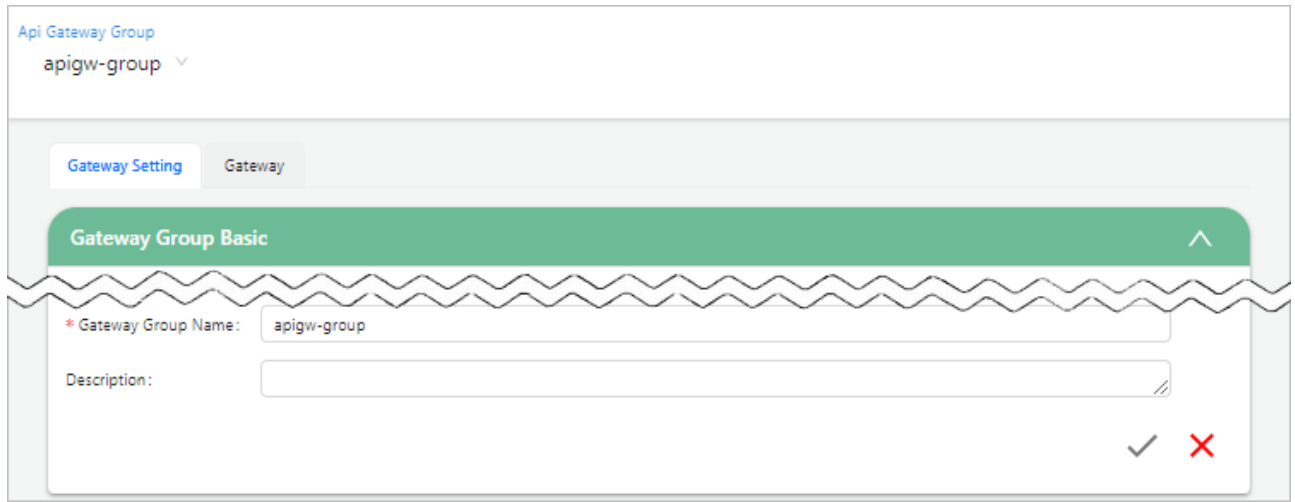 Api Gateway Group
apigw-group
Gateway Setting Gateway
Gateway Group Basic
* Gateway Group Name: apigw-group
Description: